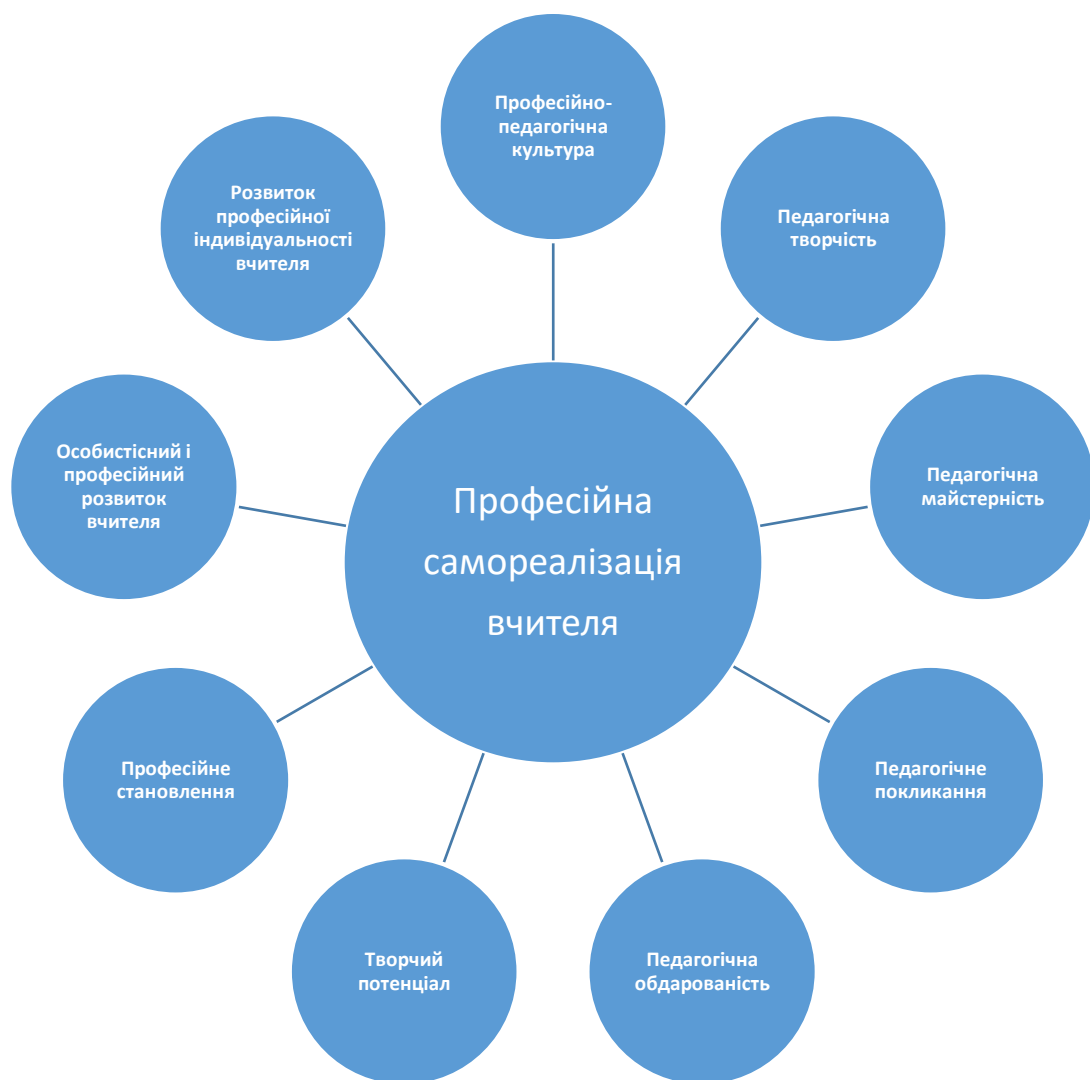 Професійно-
педагогічна
культура
Педагогічна
творчість
Педагогічна
майстерність
Педагогічне
покликання
Педагогічна
обдарованість
Творчий
потенціал
Професійне
становлення
Особистісний і
професійний
розвиток
вчителя
Розвиток
професійної
індивідуальності
вчителя
Професійна
самореалізація
вчителя